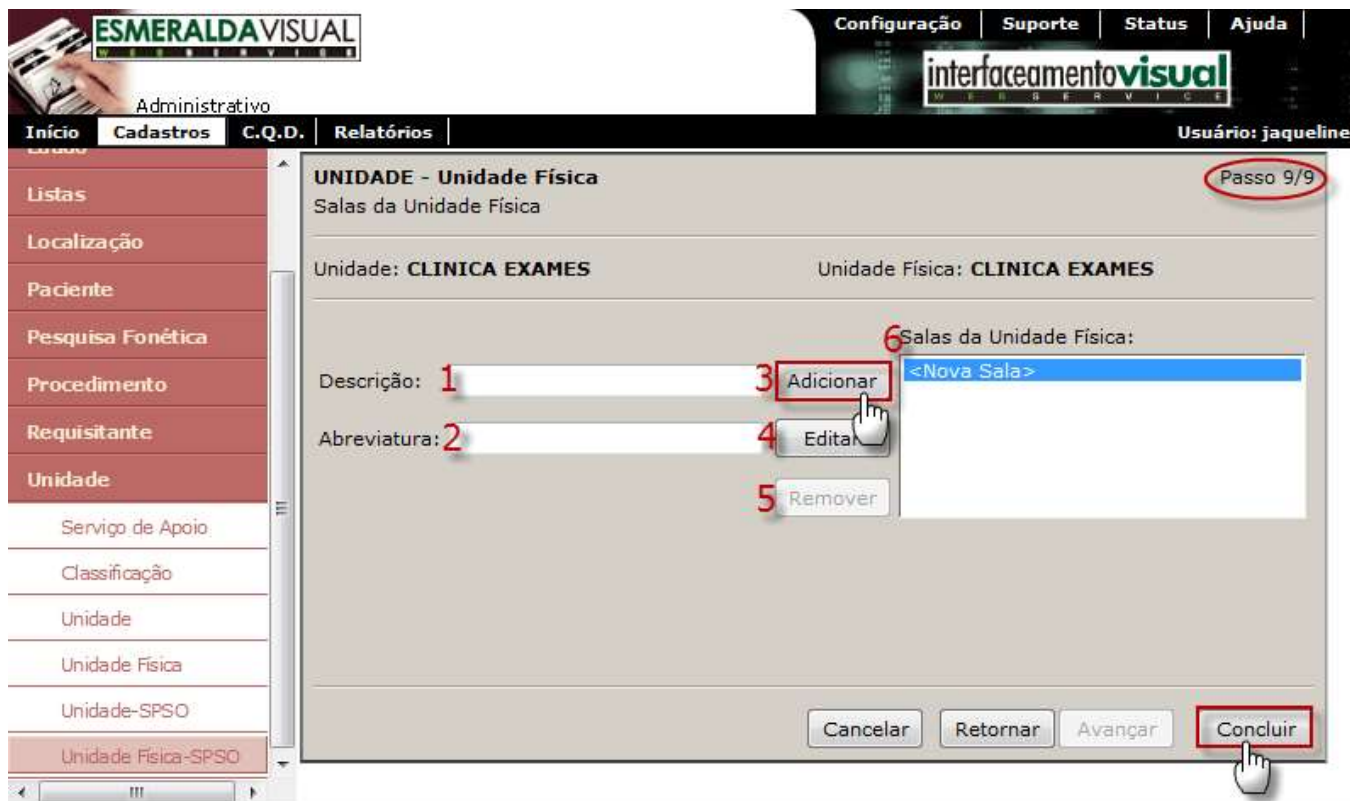 ESMERALDAVISUAL
WEBSERVICE
Administrativo
Configuração Suporte Status Ajuda
interfaceamentovisual
WEBSERVICE
Início Cadastros C.Q.D. Relatórios Usuário: jaqueline
Listas
Localização
Paciente
Pesquisa Fonética
Procedimento
Requisitante
Unidade
Serviço de Apoio
Classificação
Unidade
Unidade Física
Unidade-SPSO
Unidade Física-SPSO
UNIDADE - Unidade Física Passo 9/9
Salas da Unidade Física
Unidade: CLINICA EXAMES Unidade Física: CLINICA EXAMES
6 Salas da Unidade Física:
Descrição: 1 3 Adicionar <Nova Sala>
Abreviatura: 2 4 Editar
5 Remover
Cancelar Retornar Avançar Concluir